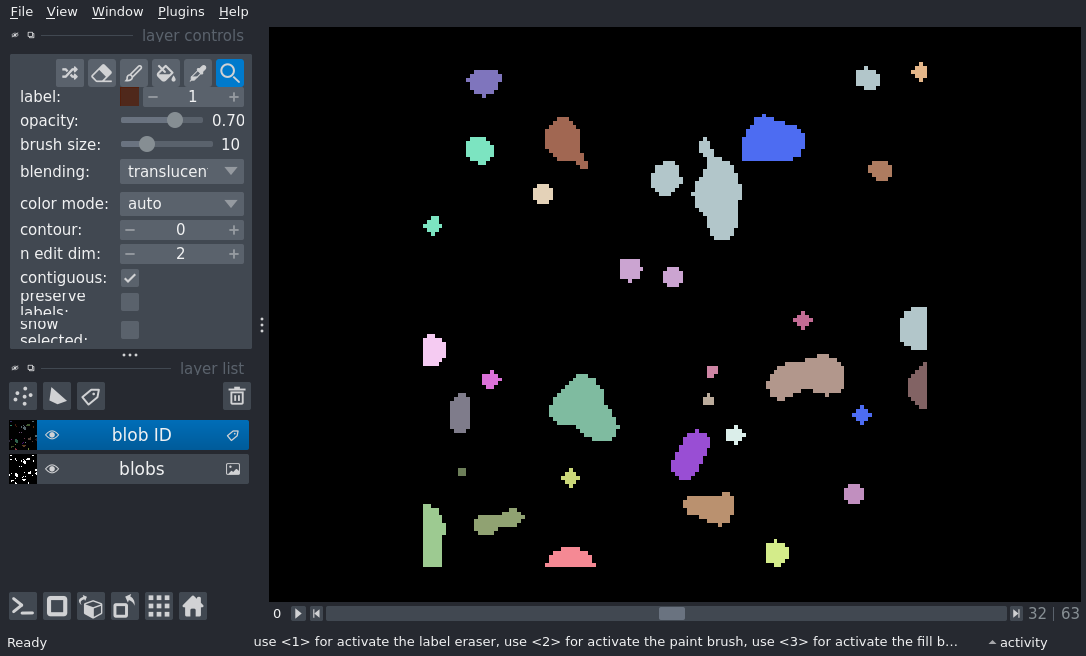 File View Window Plugins Help
layer controls
label: 1
opacity: 0.70
brush size: 10
blending: translucen
color mode: auto
contour: 0
n edit dim: 2
contiguous:
preserve
labels:
show
selected:
layer list
blob ID
blobs
0 32 | 63
Ready use <1> for activate the label eraser, use <2> for activate the paint brush, use <3> for activate the fill b... activity